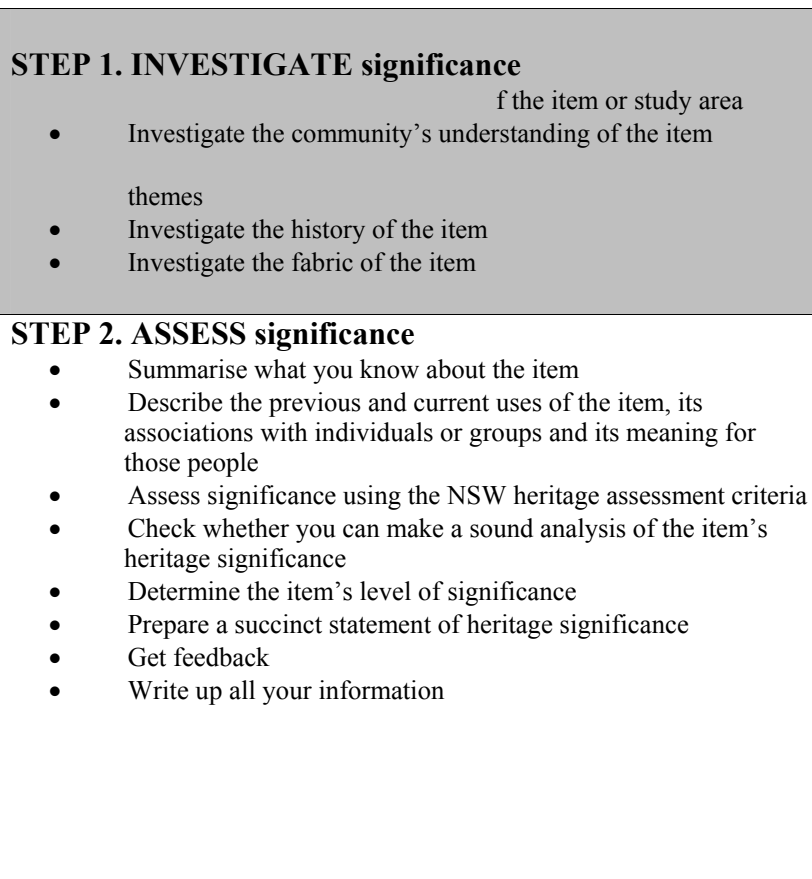 STEP 1. INVESTIGATE significance
f the item or study area
• Investigate the community’s understanding of the item
themes
• Investigate the history of the item
• Investigate the fabric of the item
STEP 2. ASSESS significance
• Summarise what you know about the item
• Describe the previous and current uses of the item, its
associations with individuals or groups and its meaning for
those people
• Assess significance using the NSW heritage assessment criteria
• Check whether you can make a sound analysis of the item’s
heritage significance
• Determine the item’s level of significance
• Prepare a succinct statement of heritage significance
• Get feedback
• Write up all your information